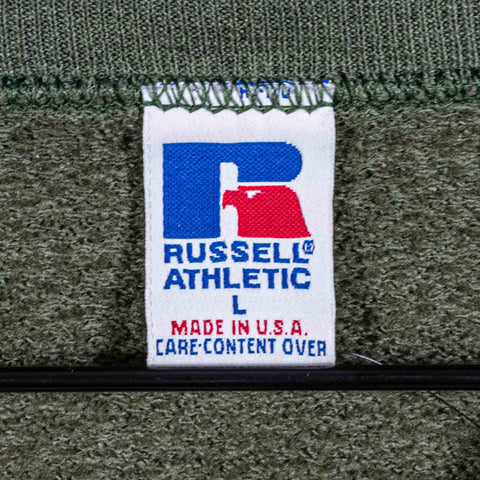 R
RUSSELL®
ATHLETIC
L
MADE IN U.S.A.
CARE-CONTENT OVER